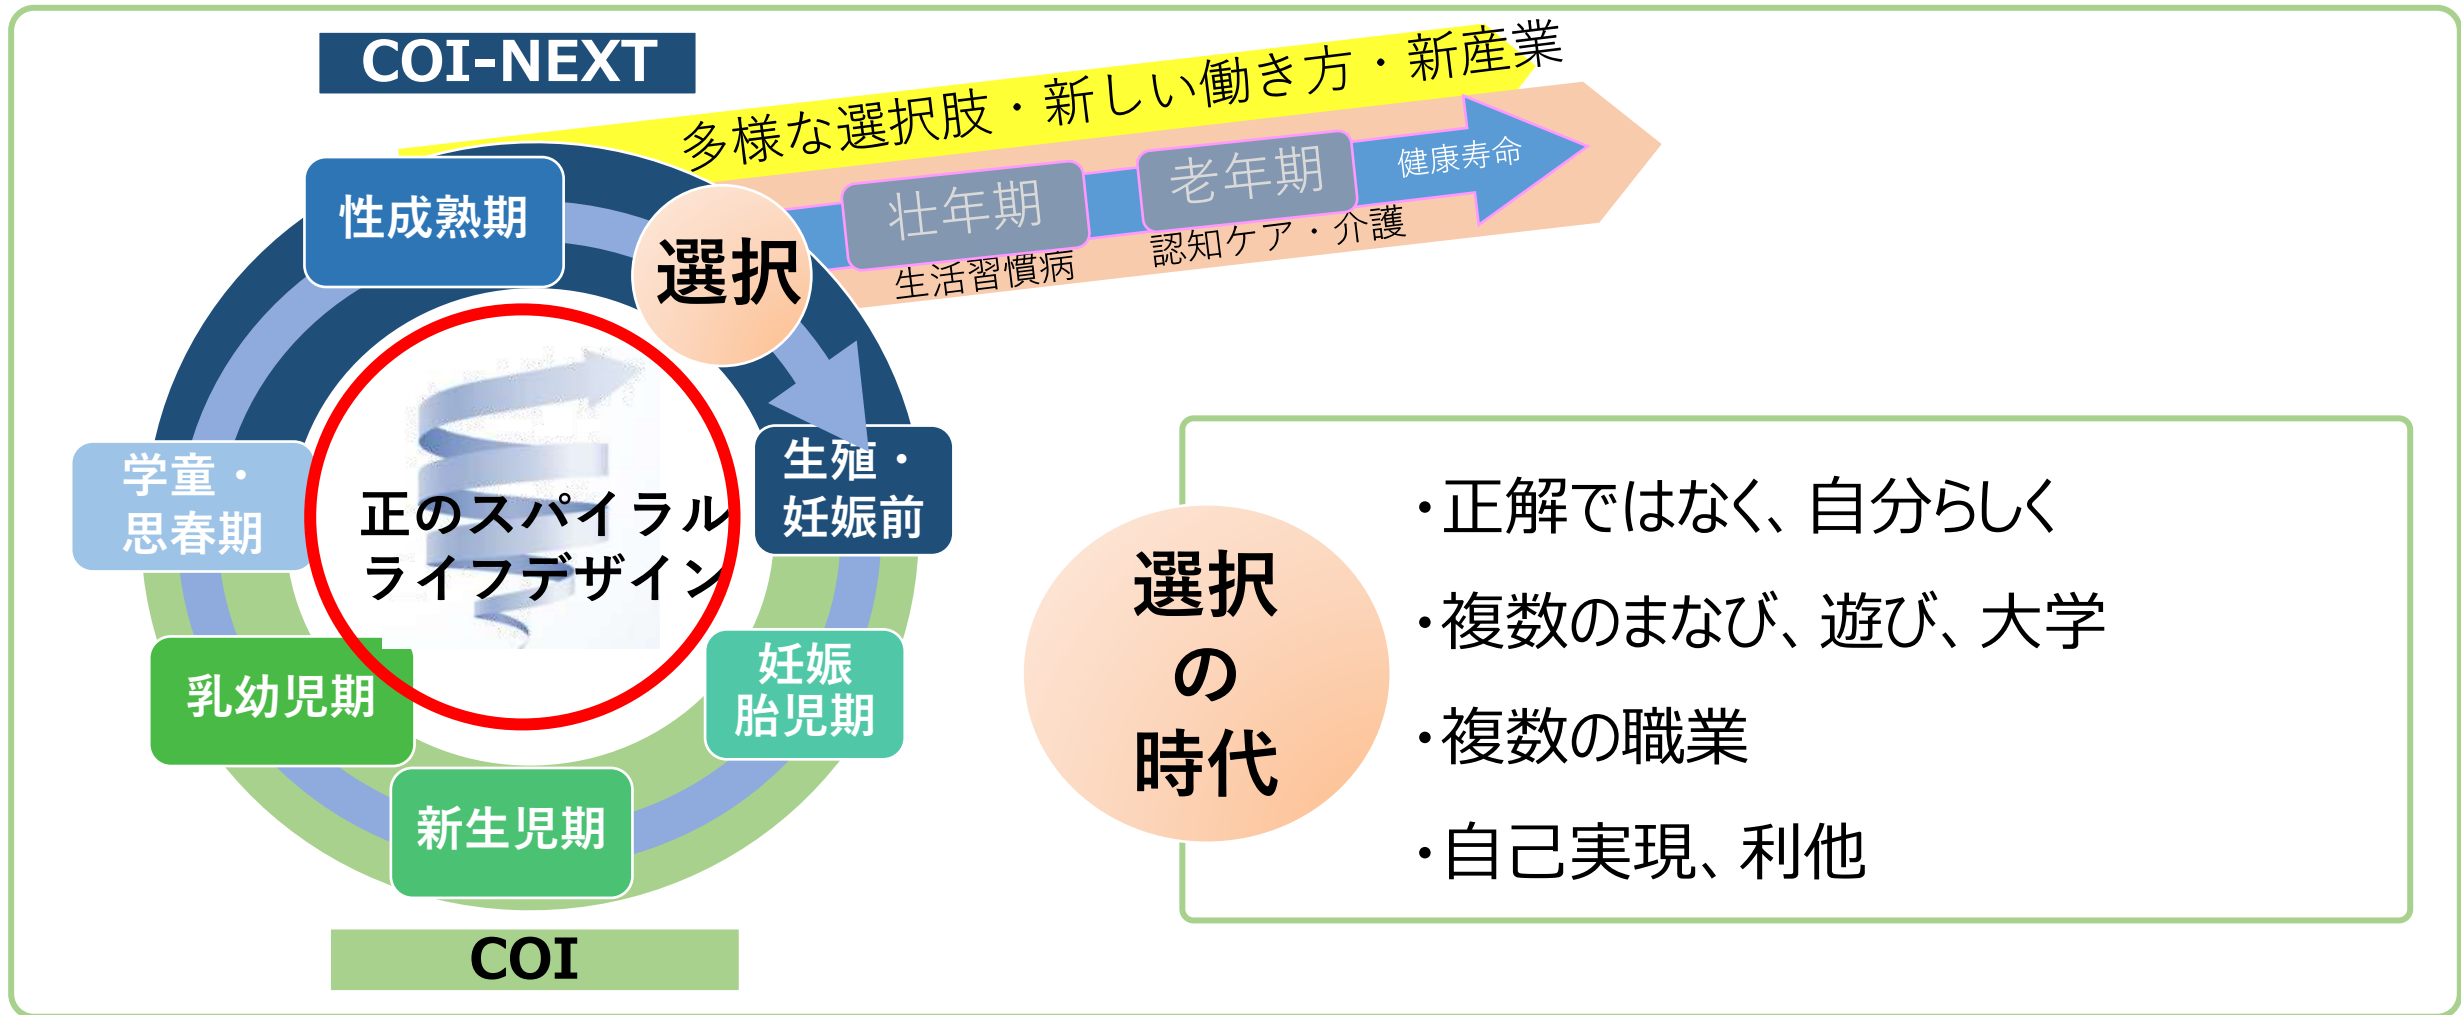 COI-NEXT
多様な選択肢・新しい働き方・新産業
性成熟期
選択
壮年期
老年期
健康寿命
生活習慣病
認知ケア・介護
学童・
思春期
正のスパイラル
ライフデザイン
生殖・
妊娠前
乳幼児期
妊娠
胎児期
新生児期
COI
選択
の
時代
・正解ではなく、自分らしく
・複数のまなび、遊び、大学
・複数の職業
・自己実現、利他